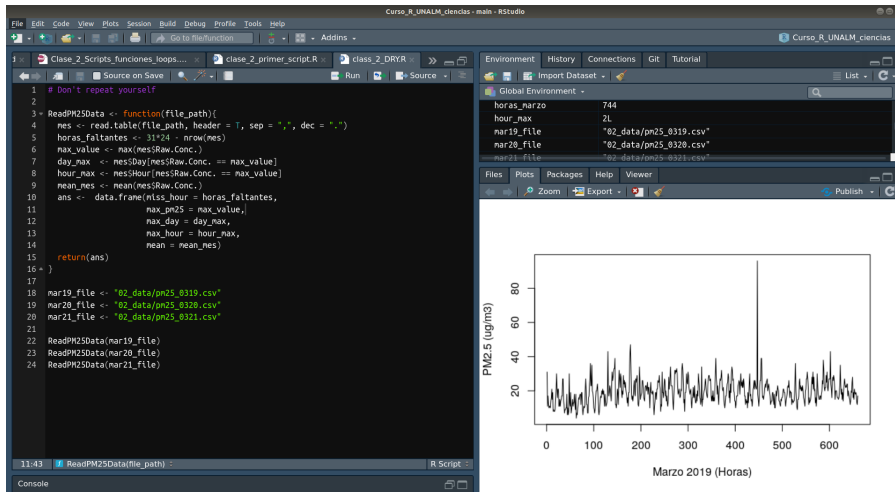 Curso_R_UNALM_ciencias - main - RStudio
File Edit Code View Plots Session Build Debug Profile Tools Help
Go to file/function
Addins
Curso_R_UNALM_ciencias
Clase_2_Scripts_funciones_loops....
clase_2_primer_script.R
class_2_DRY.R
Source on Save
Run
Source
1 # Don't repeat yourself
2
3 ReadPM25Data <- function(file_path){
4 mes <- read.table(file_path, header = T, sep = ",", dec = ".")
5 horas_faltantes <- 31*24 - nrow(mes)
6 max_value <- max(mes$Raw.Conc.)
7 day_max <- mes$Day[mes$Raw.Conc. == max_value]
8 hour_max <- mes$Hour[mes$Raw.Conc. == max_value]
9 mean_mes <- mean(mes$Raw.Conc.)
10 ans <- data.frame(miss_hour = horas_faltantes,
11 max_pm25 = max_value,
12 max_day = day_max,
13 max_hour = hour_max,
14 mean = mean_mes)
15 return(ans)
16 }
17
18 mar19_file <- "02_data/pm25_0319.csv"
19 mar20_file <- "02_data/pm25_0320.csv"
20 mar21_file <- "02_data/pm25_0321.csv"
21
22 ReadPM25Data(mar19_file)
23 ReadPM25Data(mar20_file)
24 ReadPM25Data(mar21_file)
11:43 ReadPM25Data(file_path) R Script
Console
Environment History Connections Git Tutorial
Import Dataset List
Global Environment
horas_marzo 744
hour_max 2L
mar19_file "02_data/pm25_0319.csv"
mar20_file "02_data/pm25_0320.csv"
mar21_file "02_data/pm25_0321.csv"
Files Plots Packages Help Viewer
Zoom Export Publish
PM2.5 (ug/m3)
80
60
40
20
0 100 200 300 400 500 600
Marzo 2019 (Horas)